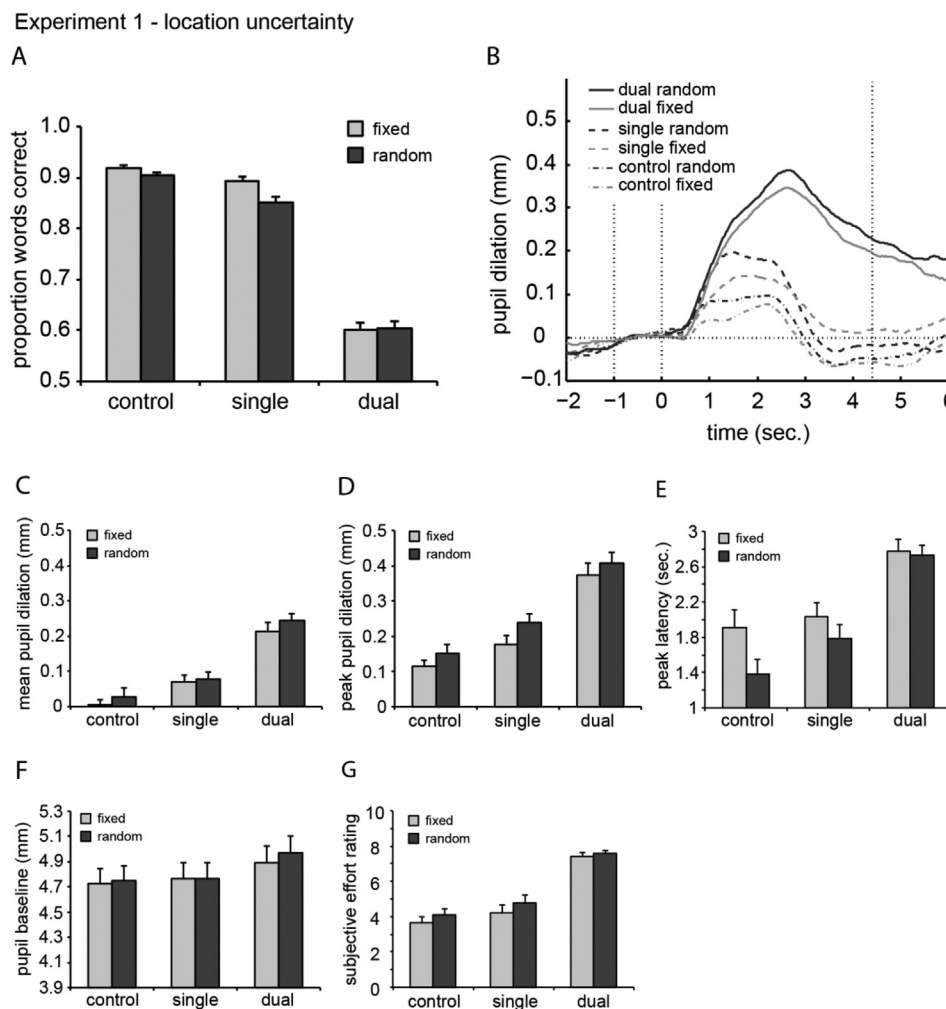 Experiment 1 - location uncertainty
A
proportion words correct
1.0
0.9
0.8
0.7
0.6
0.5
fixed
random
control single dual
B
pupil dilation (mm)
0.5
0.4
0.3
0.2
0.1
0
−0.1
dual random
dual fixed
single random
single fixed
control random
control fixed
−2 −1 0 1 2 3 4 5 6
time (sec.)
C
mean pupil dilation (mm)
0.5
0.4
0.3
0.2
0.1
0
fixed
random
control single dual
D
peak pupil dilation (mm)
0.5
0.4
0.3
0.2
0.1
0
fixed
random
control single dual
E
peak latency (sec.)
3
2.6
2.2
1.8
1.4
1
fixed
random
control single dual
F
pupil baseline (mm)
5.3
5.1
4.9
4.7
4.5
4.3
4.1
3.9
fixed
random
control single dual
G
subjective effort rating
10
8
6
4
2
0
fixed
random
control single dual